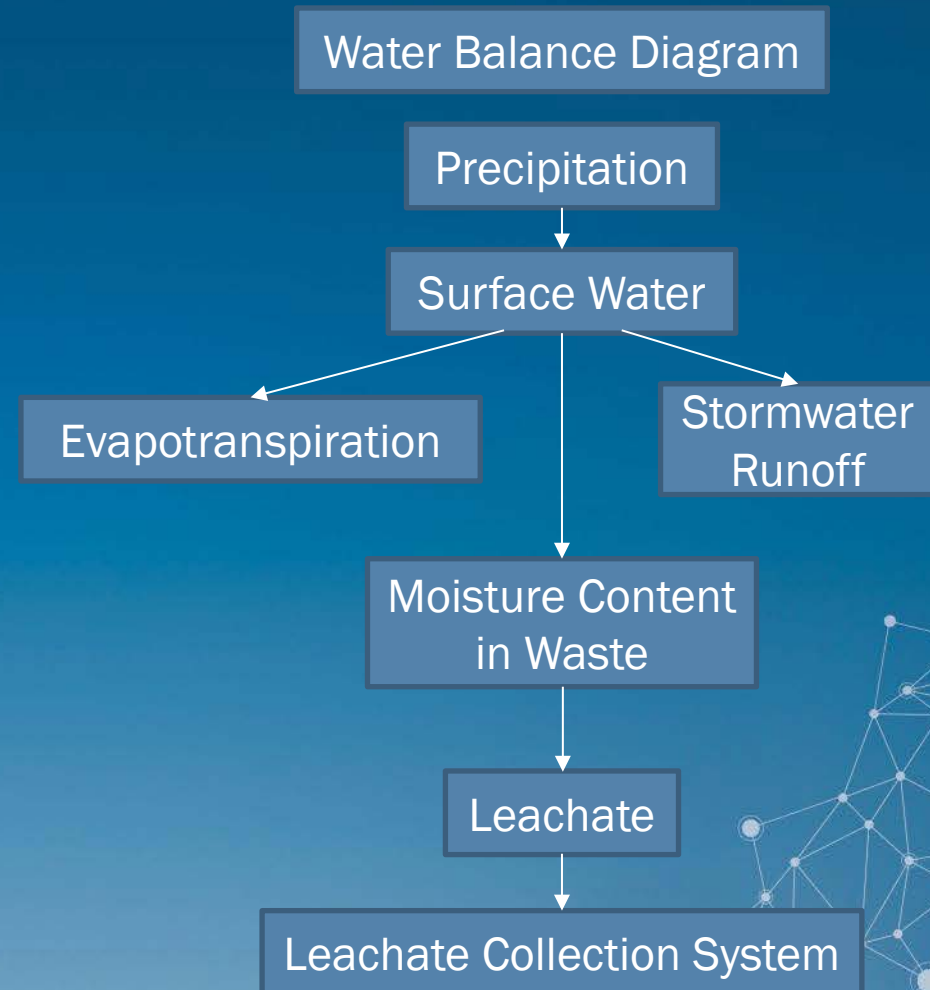 Water Balance Diagram
Precipitation
Surface Water
Evapotranspiration
Stormwater
Runoff
Moisture Content
in Waste
Leachate
Leachate Collection System